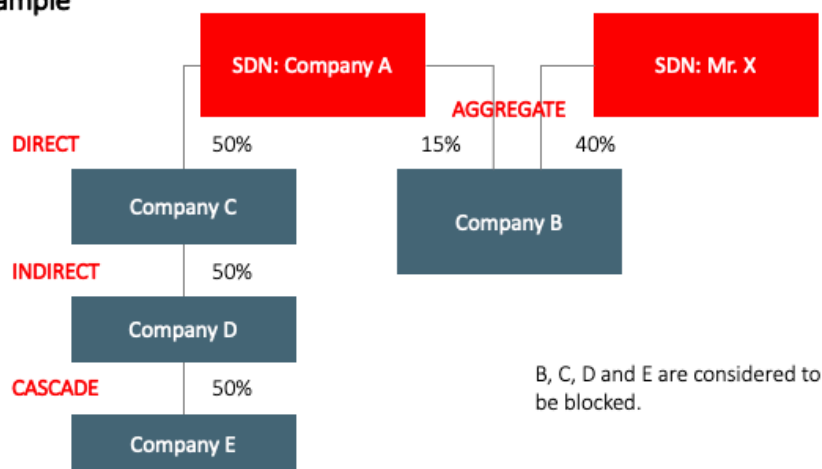 SDN: Company A
SDN: Mr. X
AGGREGATE
DIRECT
50%
15%
40%
Company C
Company B
INDIRECT
50%
Company D
CASCADE
50%
B, C, D and E are considered to
be blocked.
Company E